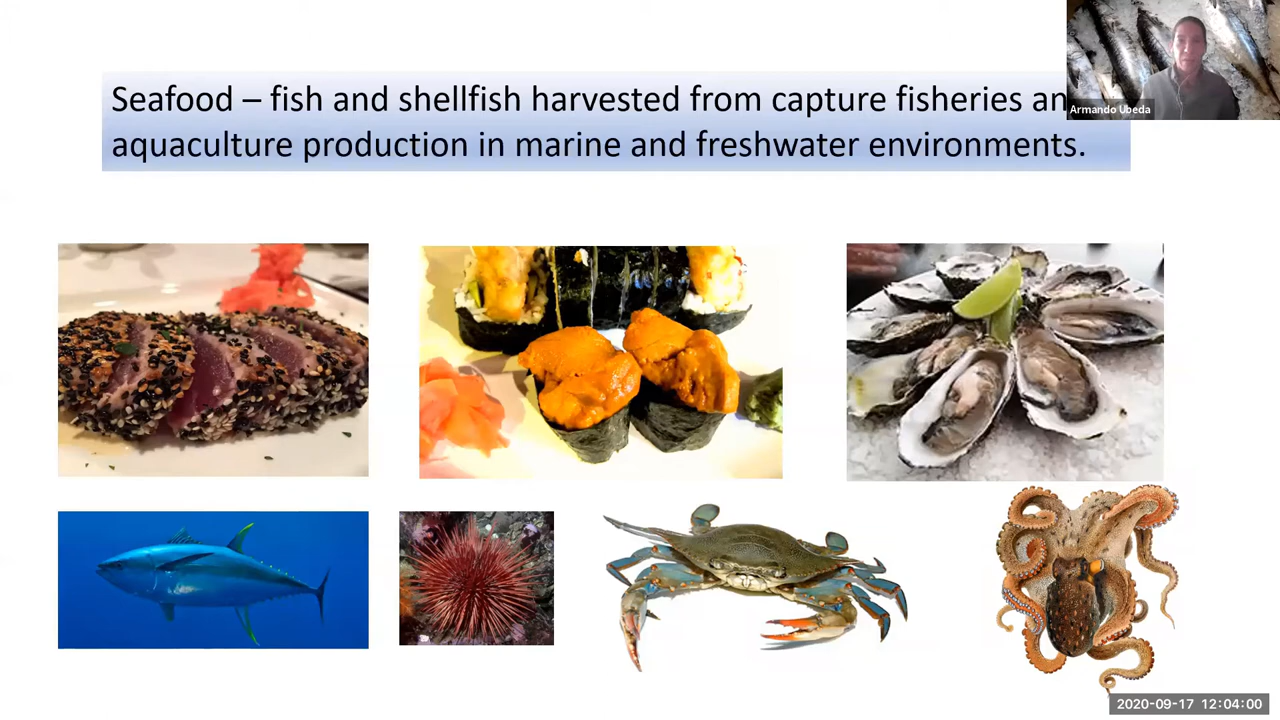 Seafood – fish and shellfish harvested from capture fisheries an
aquaculture production in marine and freshwater environments.
Armando Ubeda
2020-09-17 12:04:00